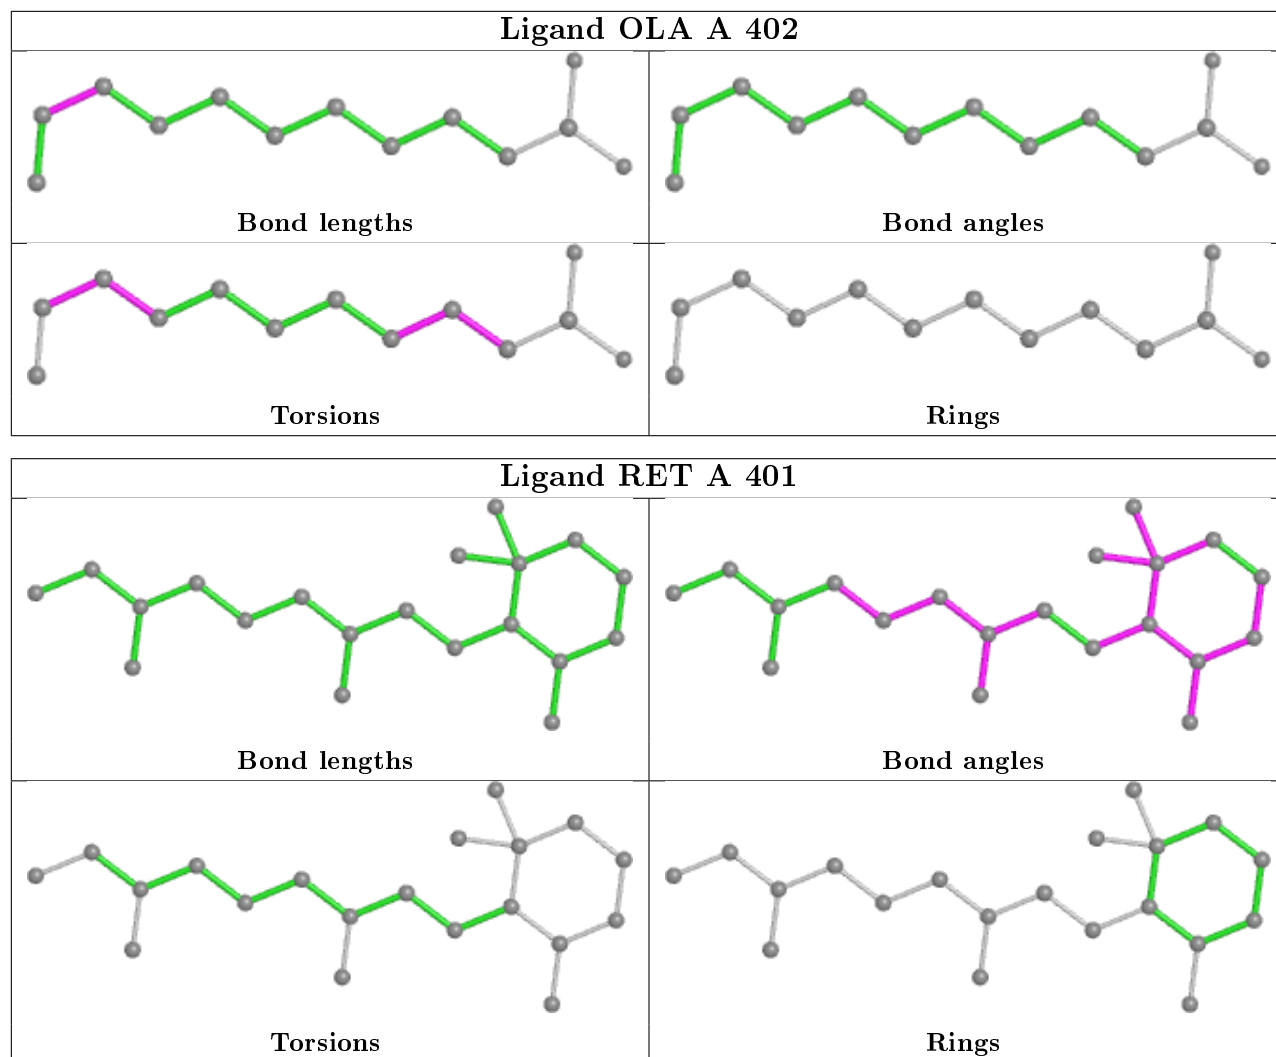 Ligand OLA A 402
Bond lengths
Bond angles
Torsions
Rings
Ligand RET A 401
Bond lengths
Bond angles
Torsions
Rings